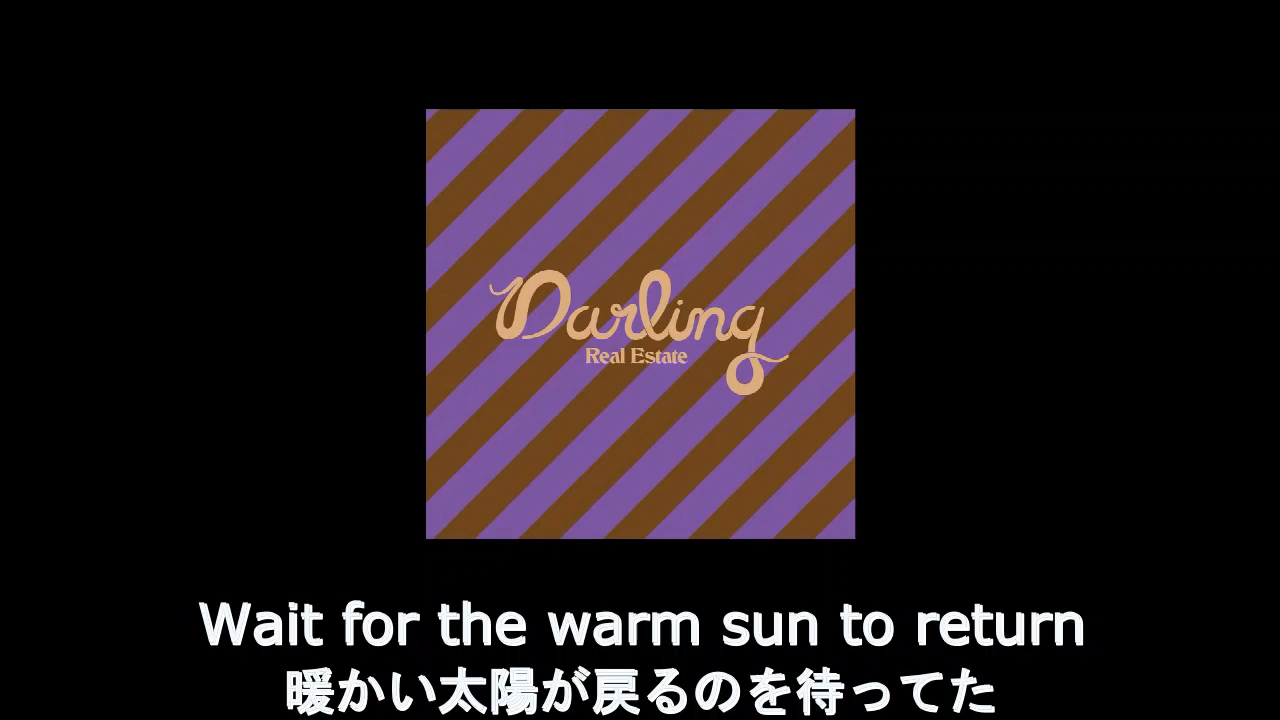 Darling
Real Estate
Wait for the warm sun to return
暖かい太陽が戻るのを待ってた